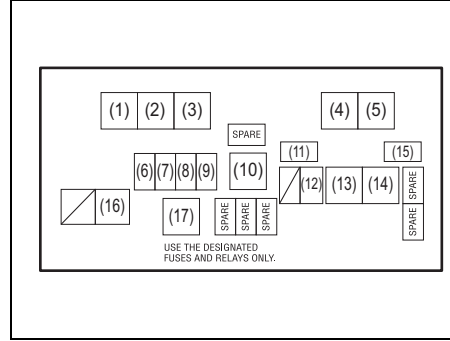 (1) (2) (3) (4) (5)
SPARE
(11) (15)
(6) (7) (8) (9) (10) (12) (13) (14) SPARE
(16) (17) SPARE SPARE SPARE SPARE
USE THE DESIGNATED
FUSES AND RELAYS ONLY.